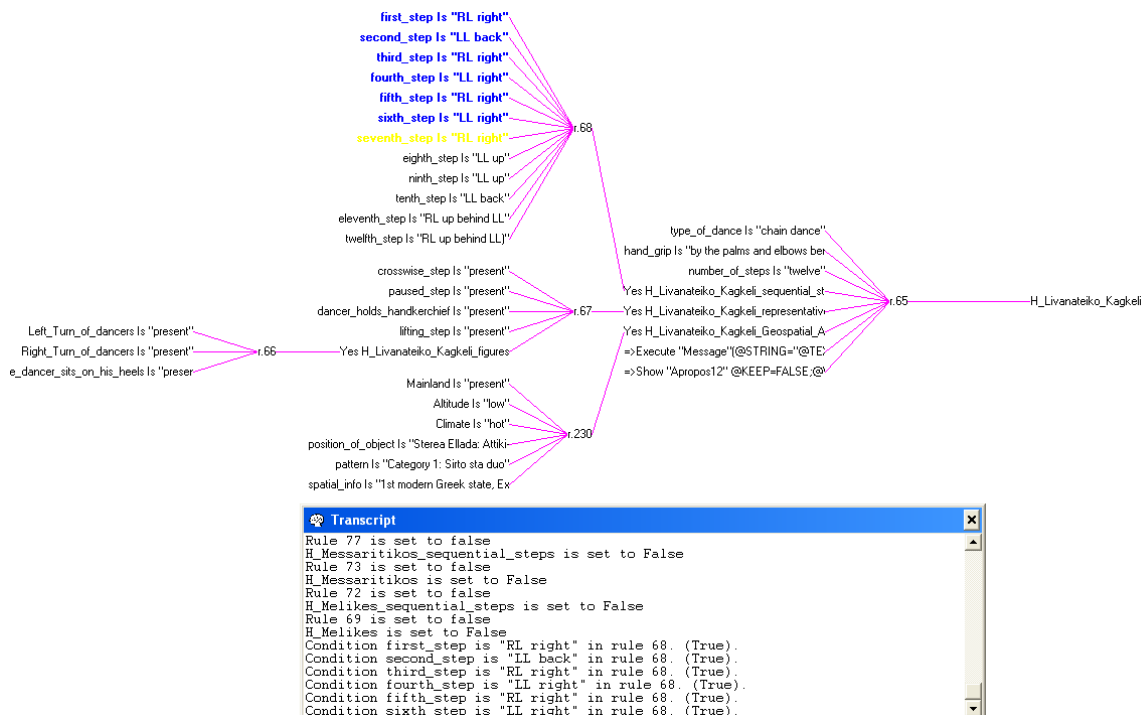 first_step Is "RL right"
second_step Is "LL back"
third_step Is "RL right"
fourth_step Is "LL right"
fifth_step Is "RL right"
sixth_step Is "LL right"
seventh_step Is "RL right"
eighth_step Is "LL up"
ninth_step Is "LL up"
tenth_step Is "LL back"
eleventh_step Is "RL up behind LL"
twelfth_step Is "RL up behind LL)"
r.68
crosswise_step Is "present"
paused_step Is "present"
dancer_holds_handkerchief Is "present"
lifting_step Is "present"
Yes H_Livanateiko_Kagkeli_figures
r.67
Left_Turn_of_dancers Is "present"
Right_Turn_of_dancers Is "present"
e_dancer_sits_on_his_heels Is "preser
r.66
Mainland Is "present"
Altitude Is "low"
Climate Is "hot"
position_of_object Is "Sterea Ellada: Attiki-
pattern Is "Category 1: Sirto sta duo"
spatial_info Is "1st modern Greek state, Ex
r.230
type_of_dance Is "chain dance"
hand_grip Is "by the palms and elbows ber
number_of_steps Is "twelve"
Yes H_Livanateiko_Kagkeli_sequential_st
Yes H_Livanateiko_Kagkeli_representativ
Yes H_Livanateiko_Kagkeli_Geospatial_A
=>Execute "Message"(@STRING="@TE
=>Show "Apropos12" @KEEP=FALSE;@
r.65
H_Livanateiko_Kagkeli
Transcript
Rule 77 is set to false
H_Messaritikos_sequential_steps is set to False
Rule 73 is set to false
H_Messaritikos is set to False
Rule 72 is set to false
H_Melikes_sequential_steps is set to False
Rule 69 is set to false
H_Melikes is set to False
Condition first_step is "RL right" in rule 68. (True).
Condition second_step is "LL back" in rule 68. (True).
Condition third_step is "RL right" in rule 68. (True).
Condition fourth_step is "LL right" in rule 68. (True).
Condition fifth_step is "RL right" in rule 68. (True).
Condition sixth_step is "LL right" in rule 68. (True).